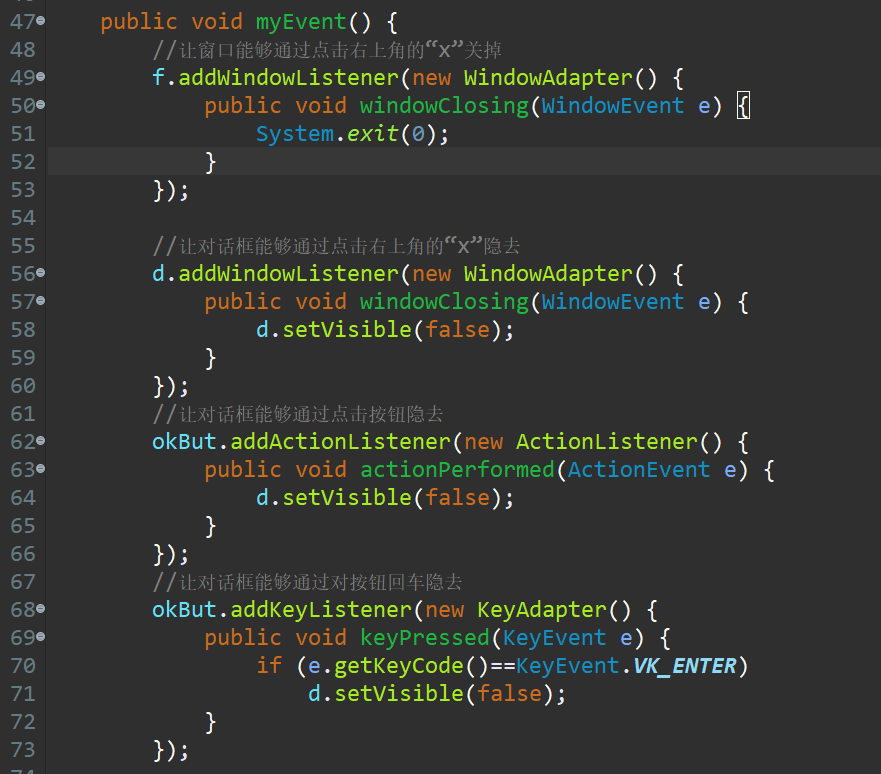 47 public void myEvent() {
48 //让窗口能够通过点击右上角的“x”关掉
49 f.addWindowListener(new WindowAdapter() {
50 public void windowClosing(WindowEvent e) {
51 System.exit(0);
52 }
53 });
54
55 //让对话框能够通过点击右上角的“x”隐去
56 d.addWindowListener(new WindowAdapter() {
57 public void windowClosing(WindowEvent e) {
58 d.setVisible(false);
59 }
60 });
61 //让对话框能够通过点击按钮隐去
62 okBut.addActionListener(new ActionListener() {
63 public void actionPerformed(ActionEvent e) {
64 d.setVisible(false);
65 }
66 });
67 //让对话框能够通过对按钮回车隐去
68 okBut.addKeyListener(new KeyAdapter() {
69 public void keyPressed(KeyEvent e) {
70 if (e.getKeyCode()==KeyEvent.VK_ENTER)
71 d.setVisible(false);
72 }
73 });